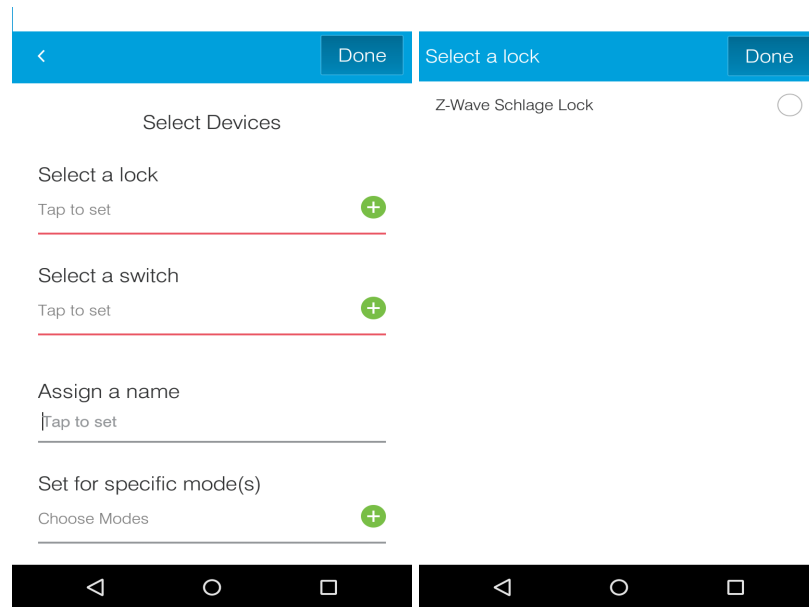 Done
Select Devices
Select a lock
Tap to set
Select a switch
Tap to set
Assign a name
Tap to set
Set for specific mode(s)
Choose Modes
Select a lock
Done
Z-Wave Schlage Lock